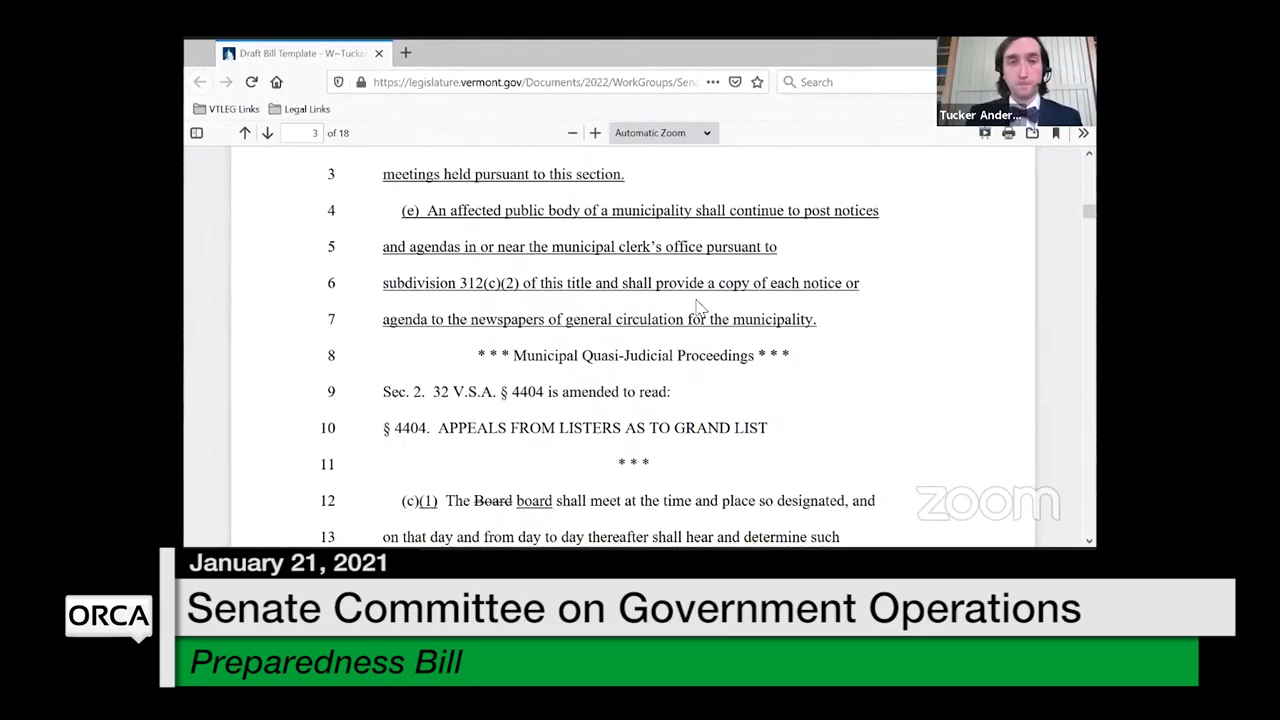 Draft Bill Template - W~Tucker
https://legislature.vermont.gov/Documents/2022/WorkGroups/Sena
Search
VTLEG Links
Legal Links
Tucker Ander...
3 of 18
Automatic Zoom
3 meetings held pursuant to this section.
4 (e) An affected public body of a municipality shall continue to post notices
5 and agendas in or near the municipal clerk's office pursuant to
6 subdivision 312(c)(2) of this title and shall provide a copy of each notice or
7 agenda to the newspapers of general circulation for the municipality.
8 * * * Municipal Quasi-Judicial Proceedings * * *
9 Sec. 2. 32 V.S.A. § 4404 is amended to read:
10 § 4404. APPEALS FROM LISTERS AS TO GRAND LIST
11 * * *
12 (c)(1) The Board board shall meet at the time and place so designated, and
13 on that day and from day to day thereafter shall hear and determine such
zoom
January 21, 2021
ORCA
Senate Committee on Government Operations
Preparedness Bill